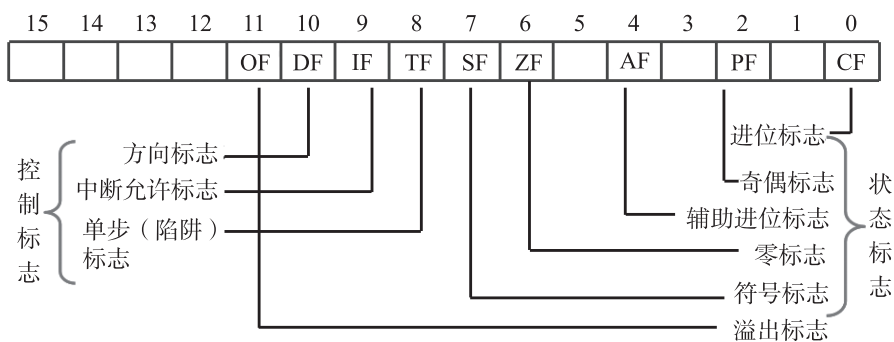 15 14 13 12 11 10 9 8 7 6 5 4 3 2 1 0
OF DF IF TF SF ZF AF PF CF
控制标志
方向标志
中断允许标志
单步（陷阱）
标志
进位标志
奇偶标志
辅助进位标志
零标志
符号标志
溢出标志
状态标志